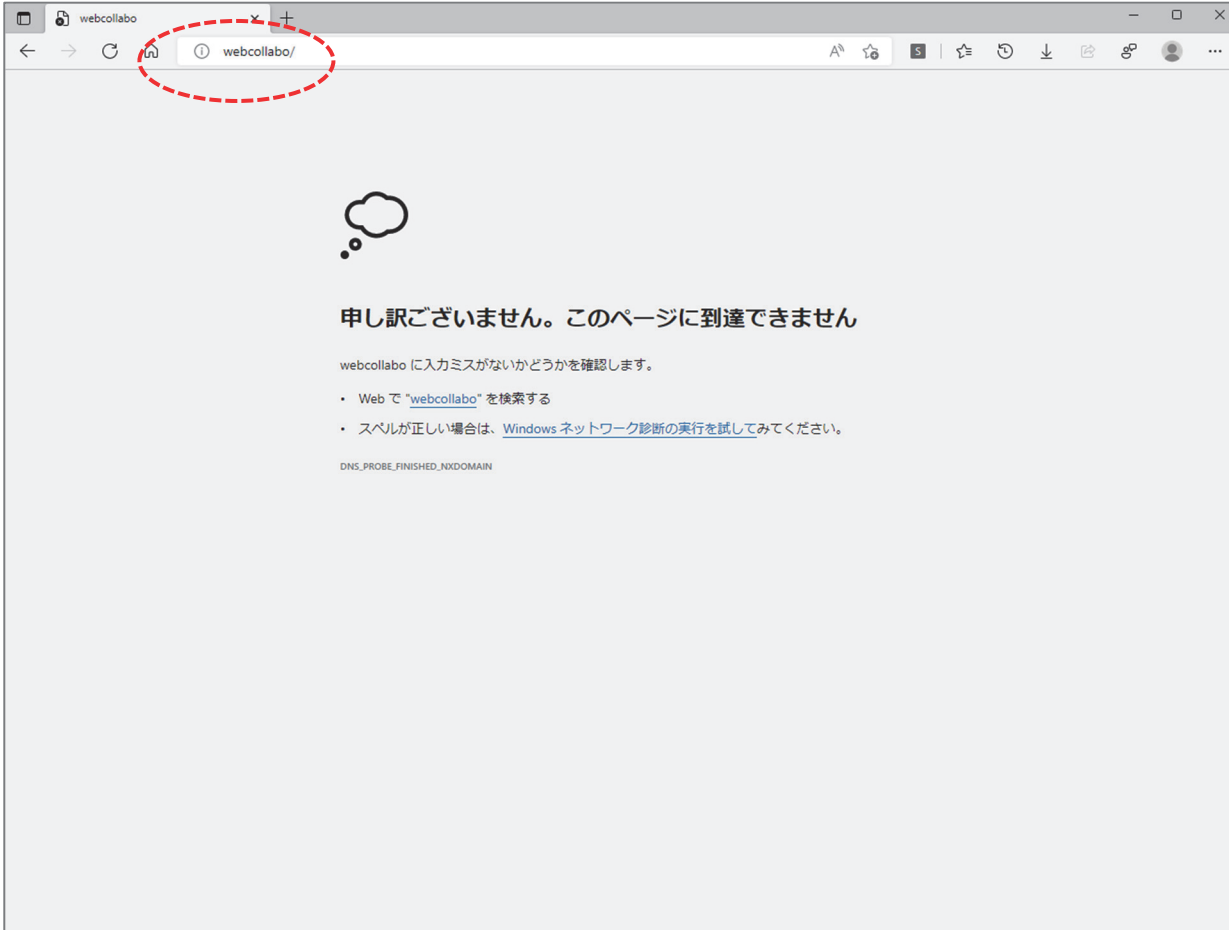 webcollabo
webcollabo/
申し訳ございません。このページに到達できません
webcollabo に入力ミスがないかどうかを確認します。
• Web で "webcollabo" を検索する
• スペルが正しい場合は、Windows ネットワーク診断の実行を試してみてください。
DNS_PROBE_FINISHED_NXDOMAIN